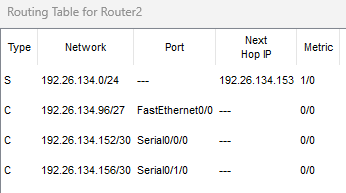 Routing Table for Router2
Type Network Port Next Hop IP Metric
S 192.26.134.0/24 --- 192.26.134.153 1/0
C 192.26.134.96/27 FastEthernet0/0 --- 0/0
C 192.26.134.152/30 Serial0/0/0 --- 0/0
C 192.26.134.156/30 Serial0/1/0 --- 0/0